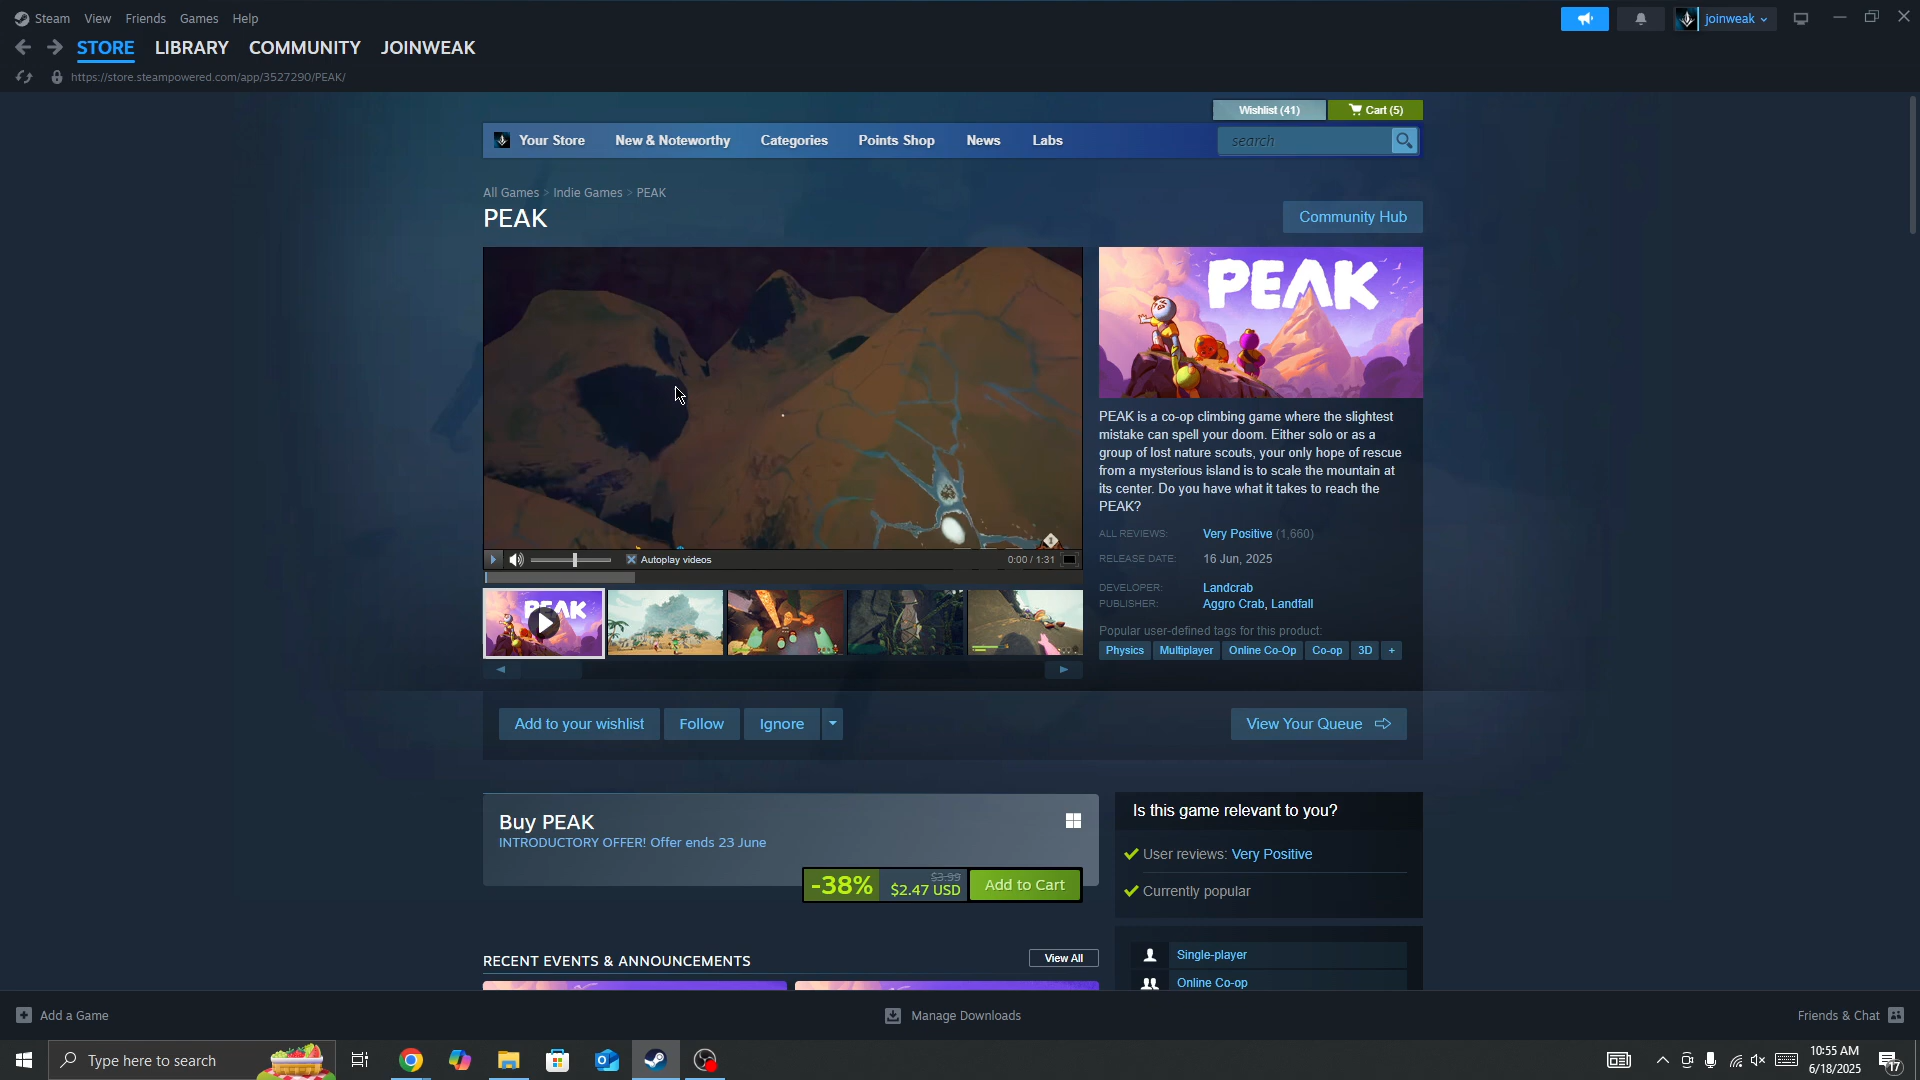 Steam View Friends Games Help
joinweak
STORE LIBRARY COMMUNITY JOINWEAK
https://store.steampowered.com/app/3527290/PEAK/
Wishlist (41) Cart (5)
Your Store New & Noteworthy Categories Points Shop News Labs search
All Games > Indie Games > PEAK
PEAK
Community Hub
PEAK
PEAK is a co-op climbing game where the slightest
mistake can spell your doom. Either solo or as a
group of lost nature scouts, your only hope of rescue
from a mysterious island is to scale the mountain at
its center. Do you have what it takes to reach the
PEAK?
ALL REVIEWS: Very Positive (1,660)
RELEASE DATE: 16 Jun, 2025
DEVELOPER: Landcrab
PUBLISHER: Aggro Crab, Landfall
Popular user-defined tags for this product:
Physics Multiplayer Online Co-Op Co-op 3D +
Autoplay videos 0:00 / 1:31
PEAK
Add to your wishlist Follow Ignore
View Your Queue
Buy PEAK
INTRODUCTORY OFFER! Offer ends 23 June
-38% $3.99 $2.47 USD Add to Cart
Is this game relevant to you?
User reviews: Very Positive
Currently popular
RECENT EVENTS & ANNOUNCEMENTS View All
Single-player
Online Co-op
Add a Game
Manage Downloads
Friends & Chat
Type here to search
10:55 AM
6/18/2025
17